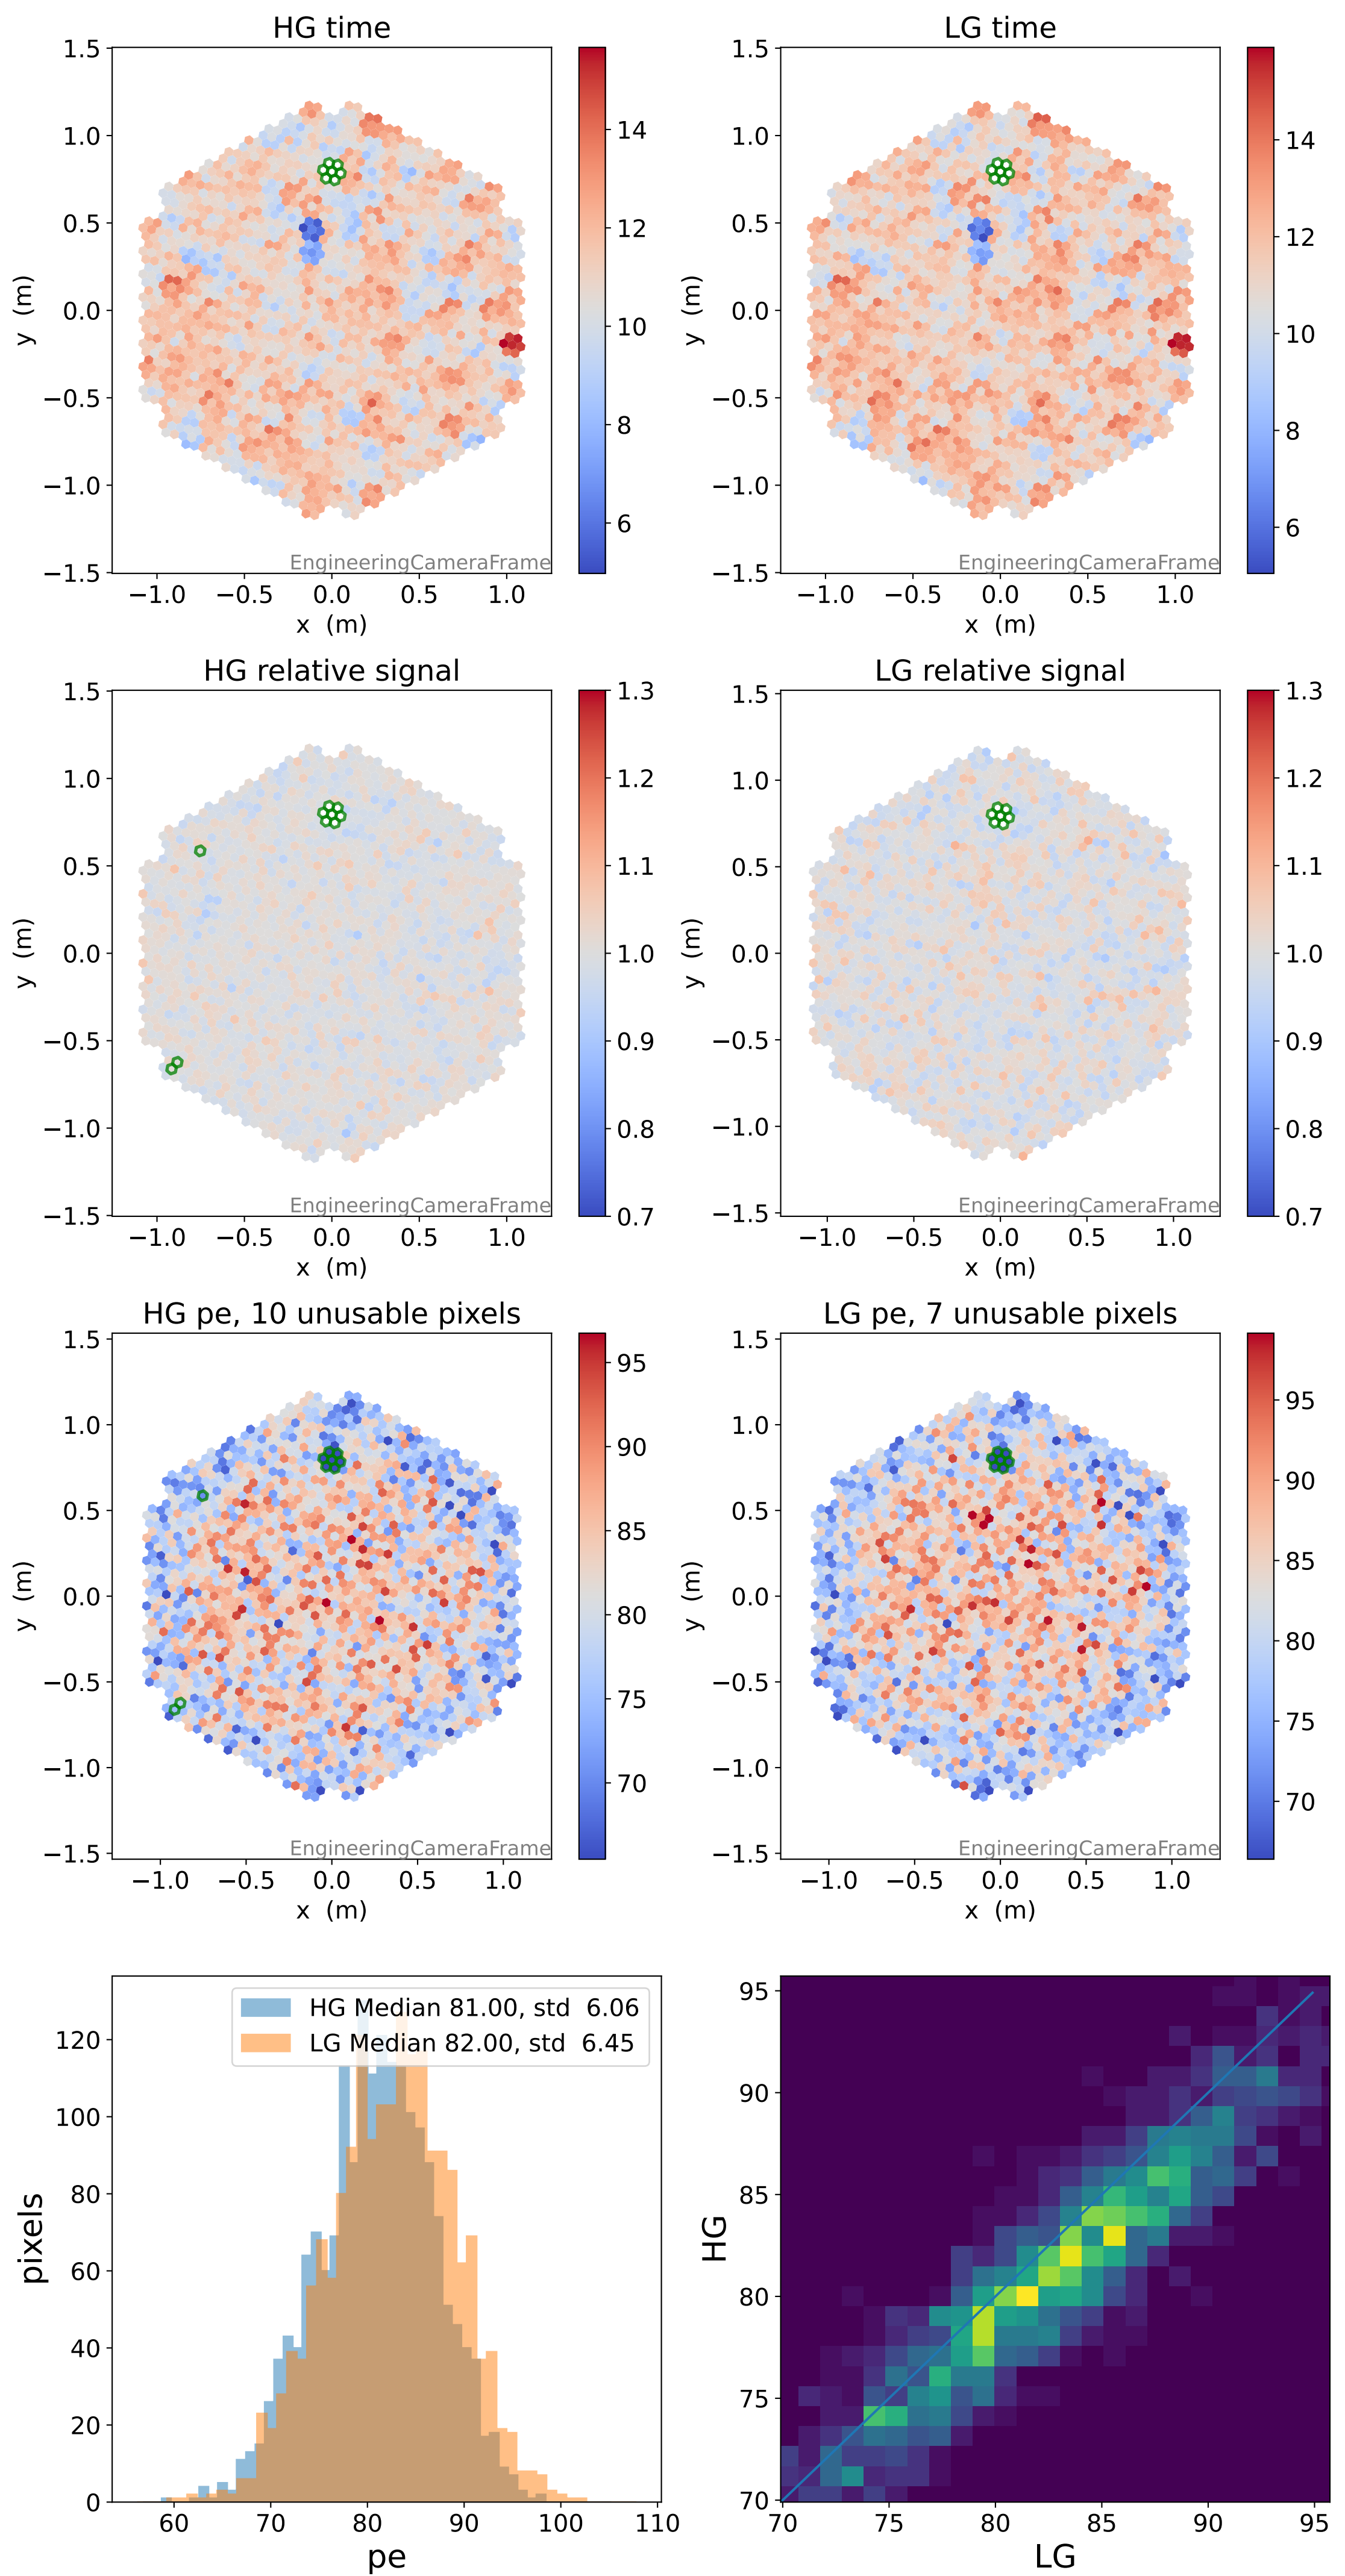 HG time
LG time
1.5
1.0
0.5
0.0
−0.5
−1.0
−1.5
y (m)
−1.0 −0.5 0.0 0.5 1.0
x (m)
EngineeringCameraFrame
14
12
10
8
6
1.5
1.0
0.5
0.0
−0.5
−1.0
−1.5
y (m)
−1.0 −0.5 0.0 0.5 1.0
x (m)
EngineeringCameraFrame
14
12
10
8
6
HG relative signal
LG relative signal
1.5
1.0
0.5
0.0
−0.5
−1.0
−1.5
y (m)
−1.0 −0.5 0.0 0.5 1.0
x (m)
EngineeringCameraFrame
1.3
1.2
1.1
1.0
0.9
0.8
0.7
1.5
1.0
0.5
0.0
−0.5
−1.0
−1.5
y (m)
−1.0 −0.5 0.0 0.5 1.0
x (m)
EngineeringCameraFrame
1.3
1.2
1.1
1.0
0.9
0.8
0.7
HG pe, 10 unusable pixels
LG pe, 7 unusable pixels
1.5
1.0
0.5
0.0
−0.5
−1.0
−1.5
y (m)
−1.0 −0.5 0.0 0.5 1.0
x (m)
EngineeringCameraFrame
95
90
85
80
75
70
1.5
1.0
0.5
0.0
−0.5
−1.0
−1.5
y (m)
−1.0 −0.5 0.0 0.5 1.0
x (m)
EngineeringCameraFrame
95
90
85
80
75
70
HG Median 81.00, std 6.06
LG Median 82.00, std 6.45
120
100
80
60
40
20
0
pixels
60 70 80 90 100 110
pe
95
90
85
80
75
70
HG
70 75 80 85 90 95
LG